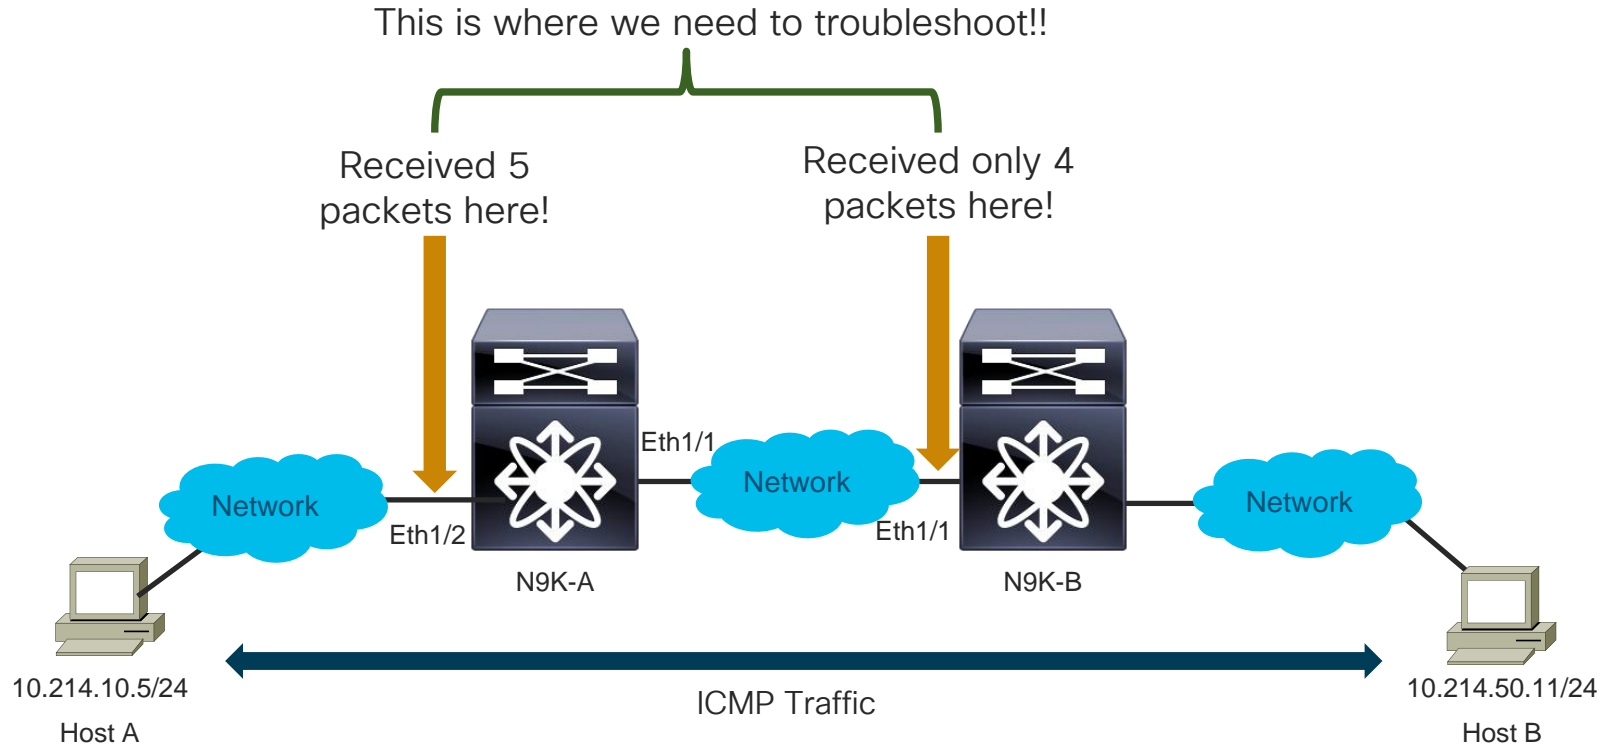 This is where we need to troubleshoot!!
Received 5
packets here!
Received only 4
packets here!
Eth1/1
Network
Network
Network
Eth1/2
Eth1/1
N9K-A
N9K-B
10.214.10.5/24
Host A
ICMP Traffic
10.214.50.11/24
Host B